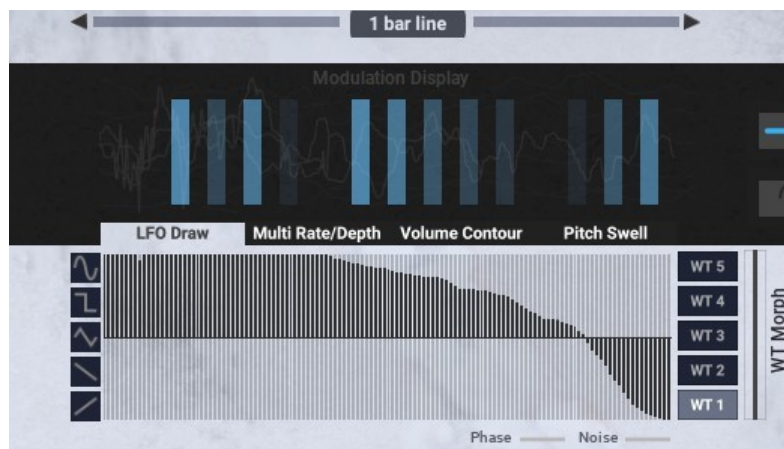 1 bar line
Modulation Display
LFO Draw Multi Rate/Depth Volume Contour Pitch Swell
WT 5
WT 4
WT 3
WT 2
WT 1
WT Morph
Phase Noise